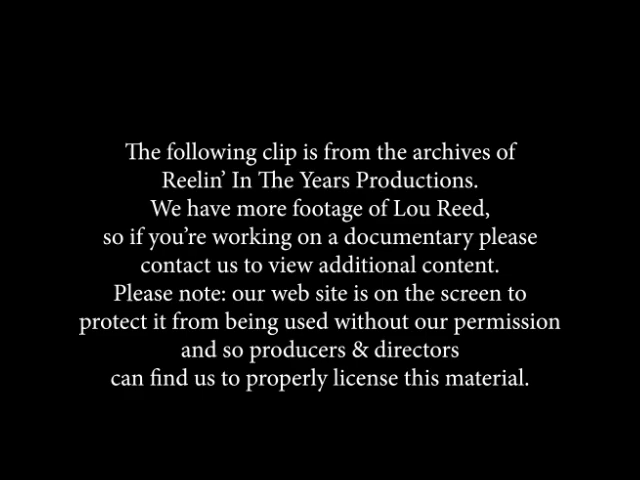 The following clip is from the archives of
Reelin’ In The Years Productions.
We have more footage of Lou Reed,
so if you’re working on a documentary please
contact us to view additional content.
Please note: our web site is on the screen to
protect it from being used without our permission
and so producers & directors
can find us to properly license this material.